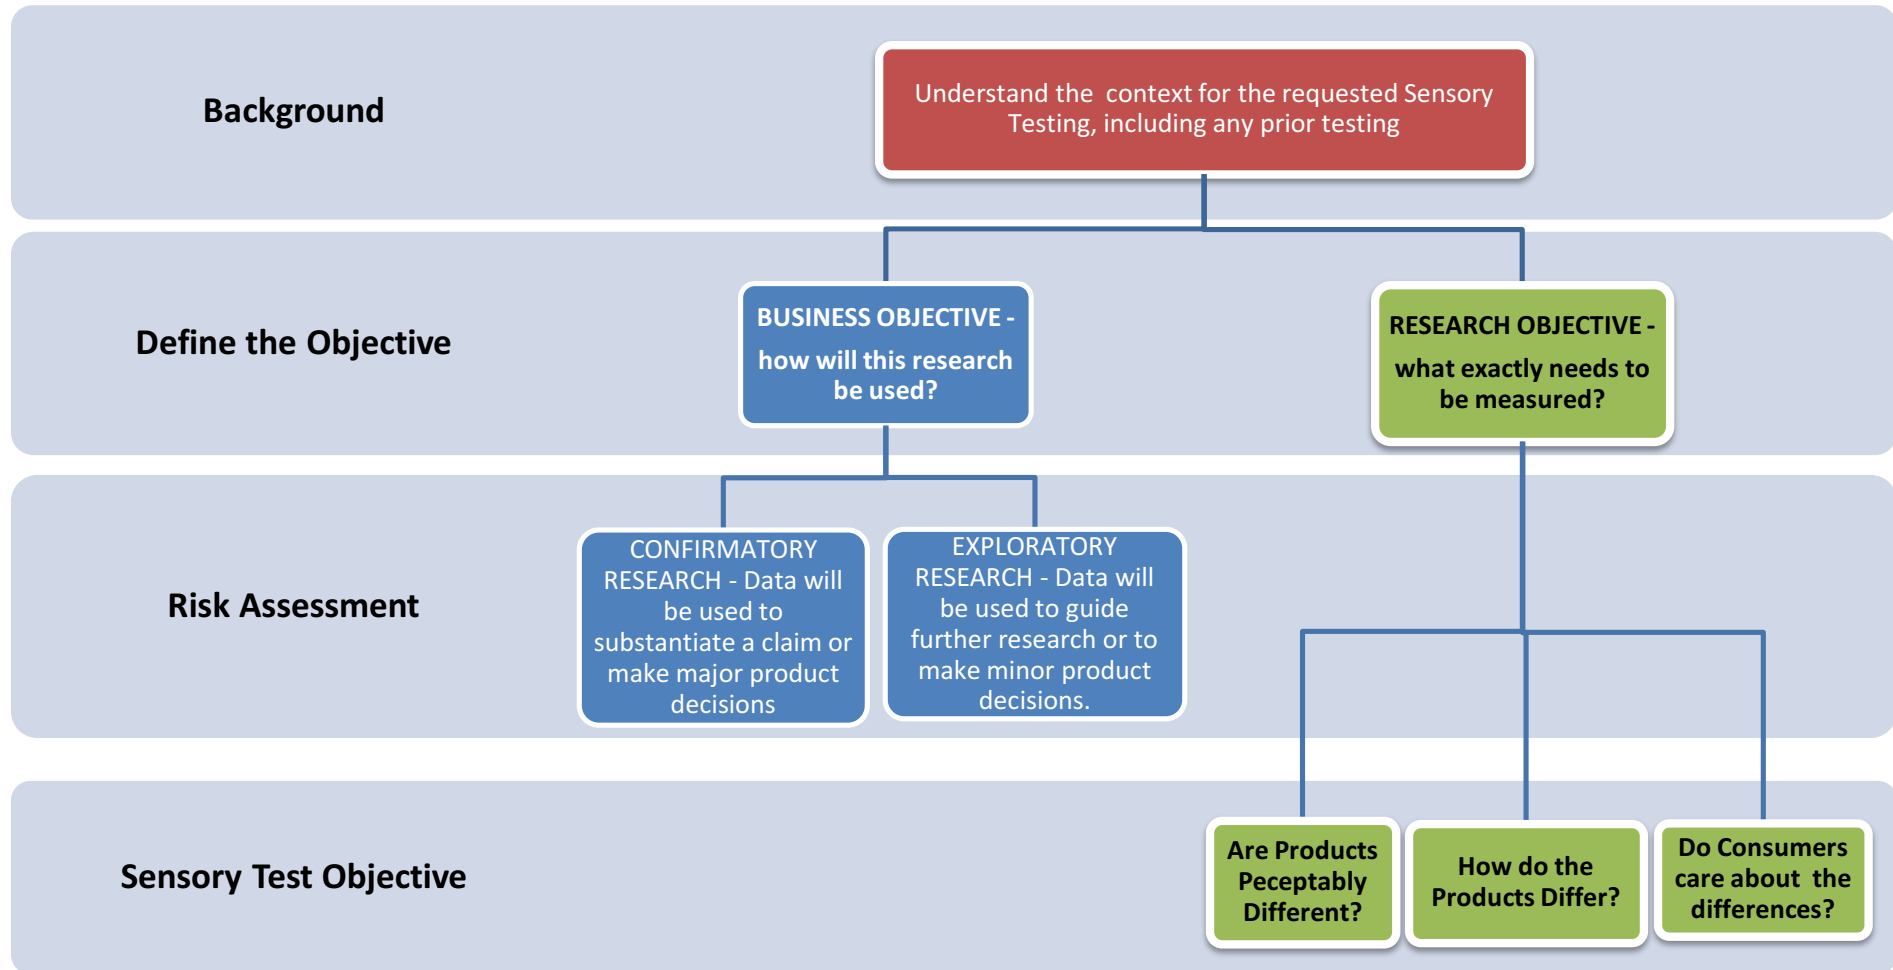 Background
Understand the context for the requested Sensory
Testing, including any prior testing
Define the Objective
BUSINESS OBJECTIVE -
how will this research
be used?
RESEARCH OBJECTIVE -
what exactly needs to
be measured?
Risk Assessment
CONFIRMATORY
RESEARCH - Data will
be used to
substantiate a claim or
make major product
decisions
EXPLORATORY
RESEARCH - Data will
be used to guide
further research or to
make minor product
decisions.
Sensory Test Objective
Are Products
Peceptably
Different?
How do the
Products Differ?
Do Consumers
care about the
differences?